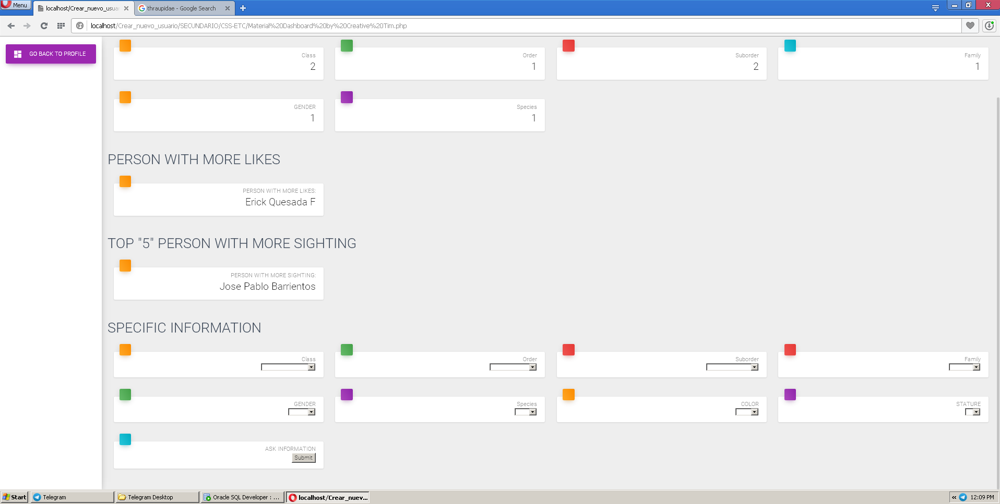 Menu
localhost/Crear_nuevo_usua
thraupidae - Google Search
localhost/Crear_nuevo_usuario/SECUNDARIO/CSS-ETC/Material%20Dashboard%20by%20Creative%20Tim.php
GO BACK TO PROFILE
Class
2
Order
1
Suborder
2
Family
1
GENDER
1
Species
1
PERSON WITH MORE LIKES
PERSON WITH MORE LIKES:
Erick Quesada F
TOP "5" PERSON WITH MORE SIGHTING
PERSON WITH MORE SIGHTING:
Jose Pablo Barrientos
SPECIFIC INFORMATION
Class
Order
Suborder
Family
GENDER
Species
COLOR
STATURE
ASK INFORMATION
Submit
Start
Telegram
Telegram Desktop
Oracle SQL Developer : ...
localhost/Crear_nuev...
« 12:09 PM